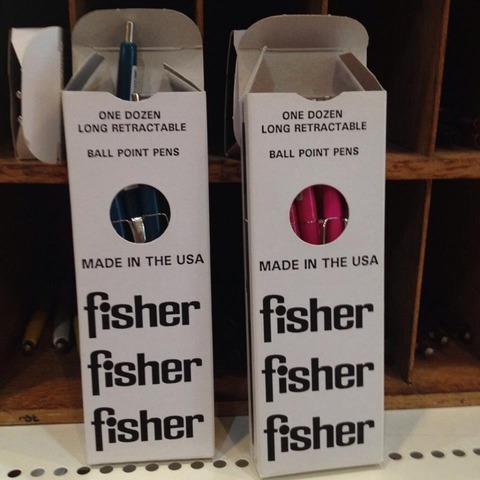 ONE DOZEN
LONG RETRACTABLE
BALL POINT PENS
MADE IN THE USA
fisher
fisher
fisher
ONE DOZEN
LONG RETRACTABLE
BALL POINT PENS
MADE IN THE USA
fisher
fisher
fisher